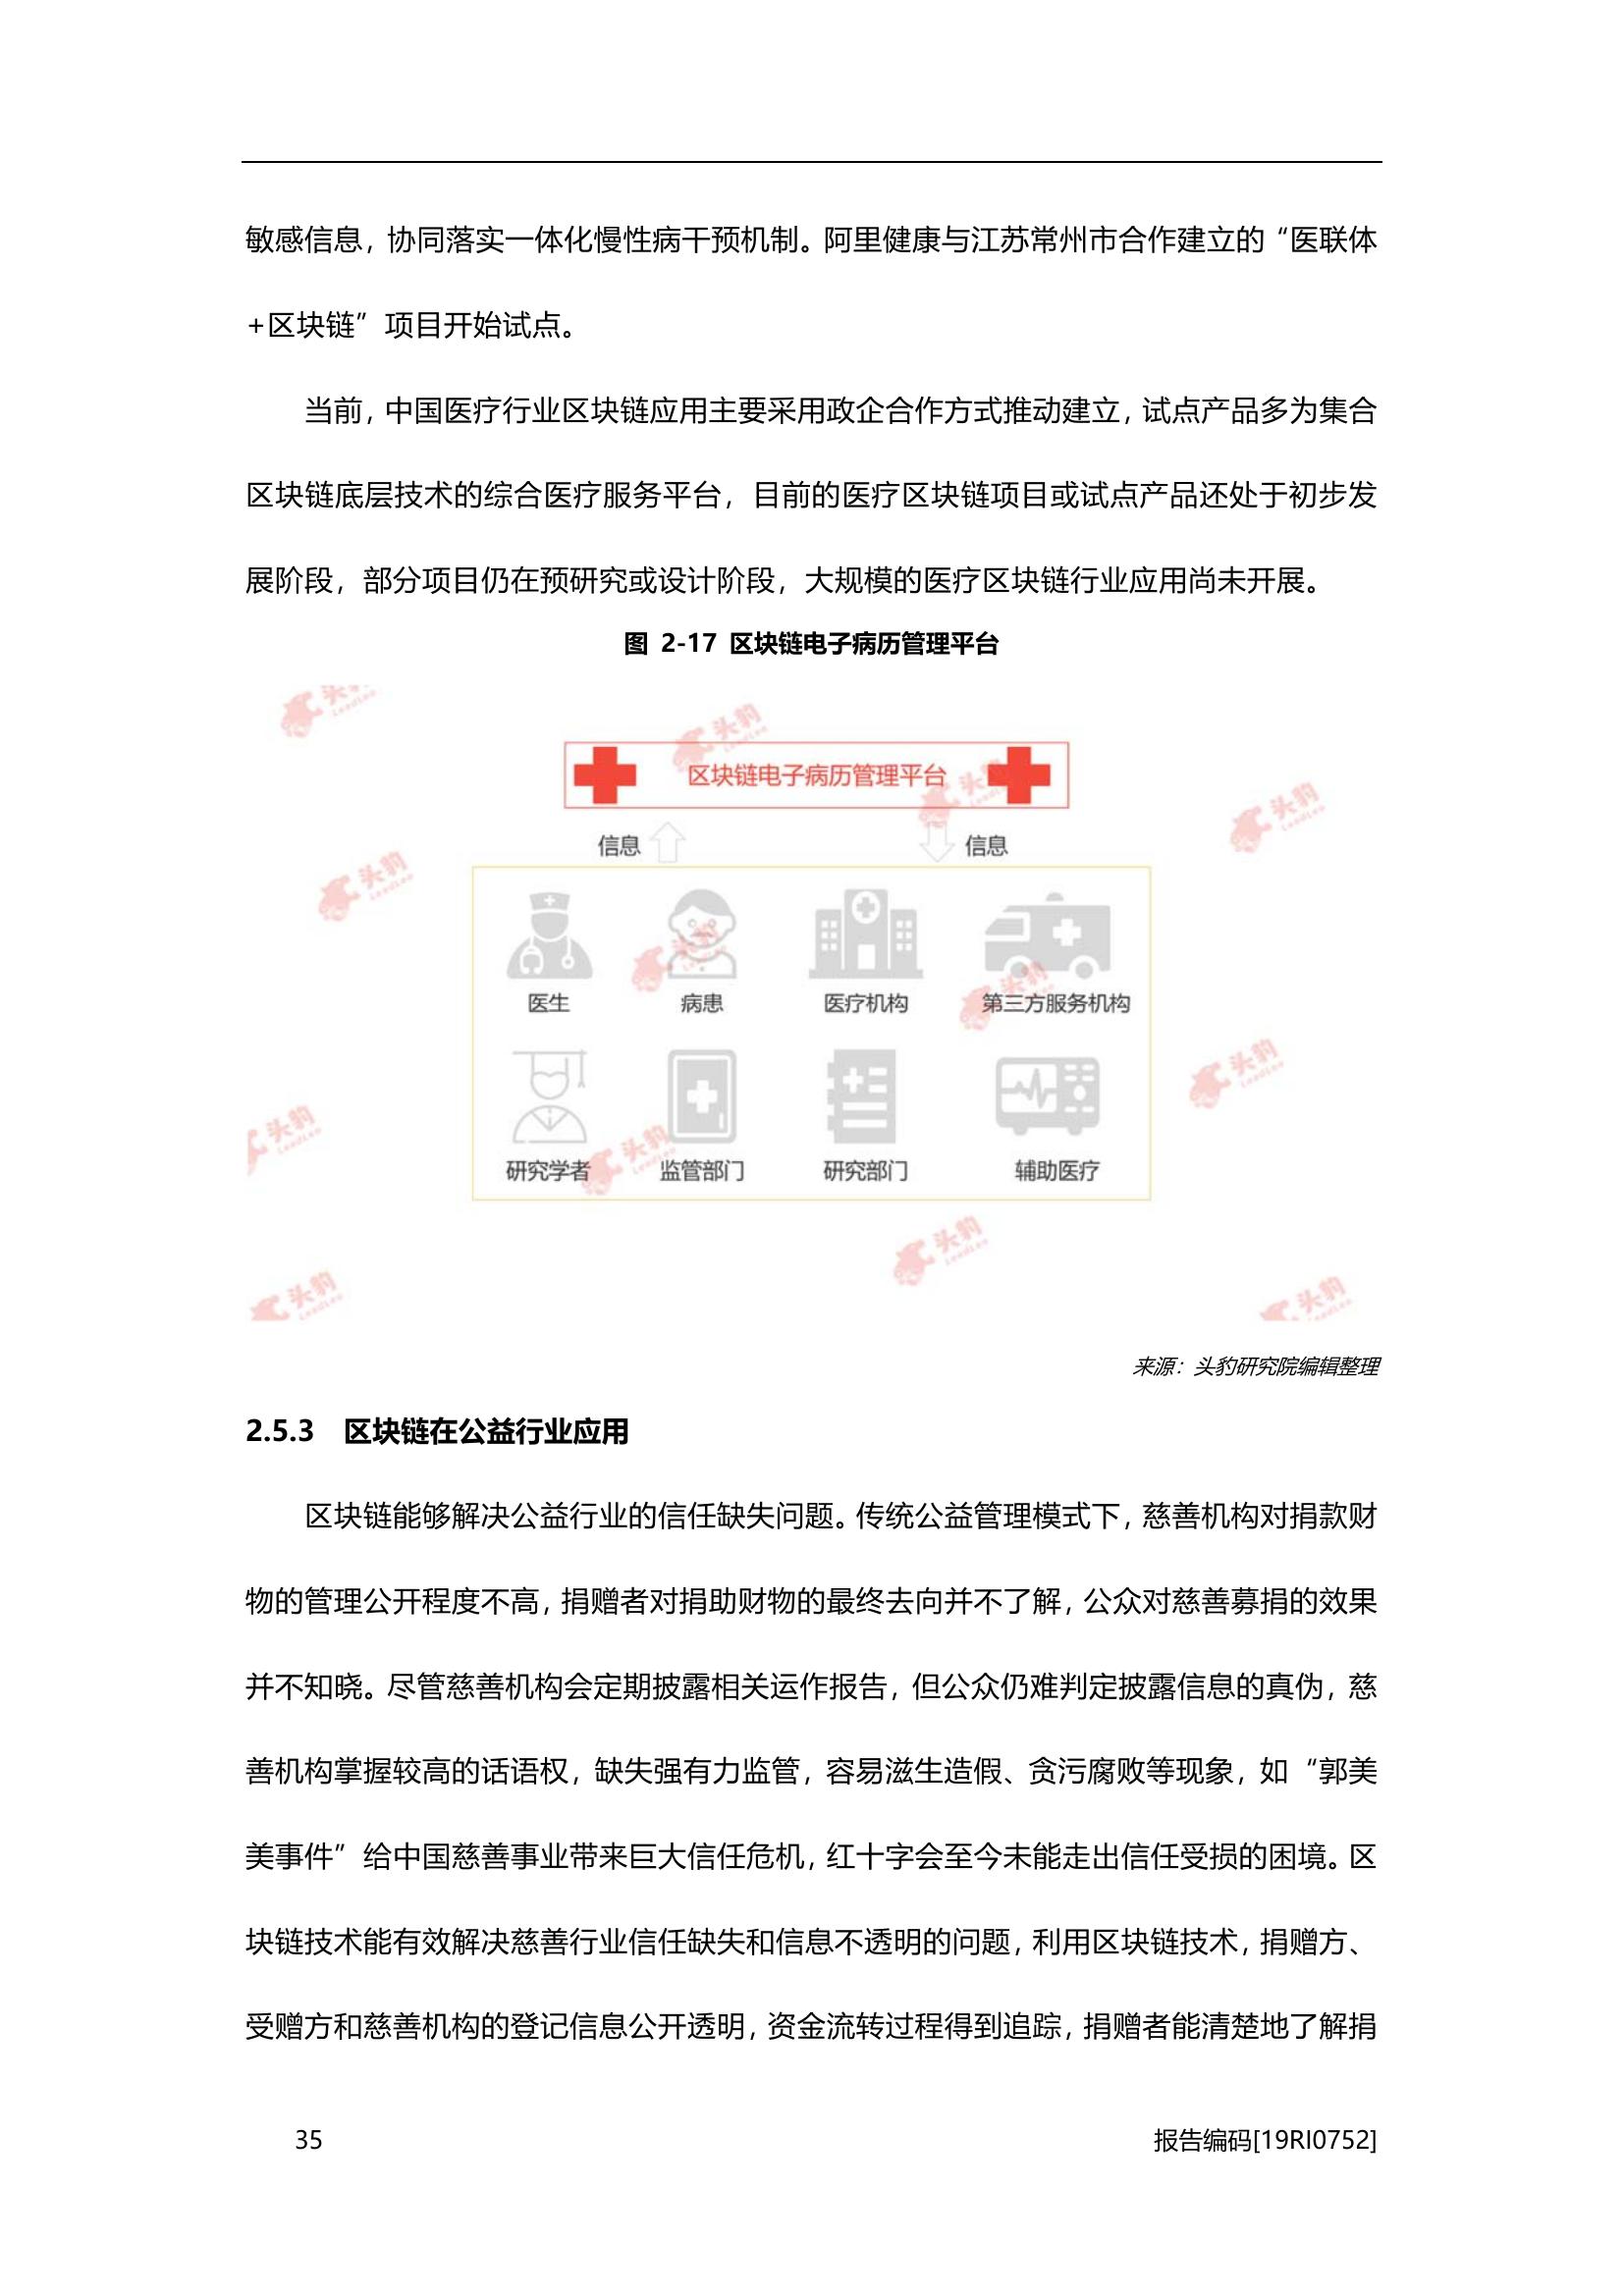 敏感信息，协同落实一体化慢性病干预机制。阿里健康与江苏常州市合作建立的“医联体
+区块链”项目开始试点。
当前，中国医疗行业区块链应用主要采用政企合作方式推动建立，试点产品多为集合
区块链底层技术的综合医疗服务平台，目前的医疗区块链项目或试点产品还处于初步发
展阶段，部分项目仍在预研究或设计阶段，大规模的医疗区块链行业应用尚未开展。
图 2-17 区块链电子病历管理平台
区块链电子病历管理平台
信息 信息
医生 病患 医疗机构 第三方服务机构
研究学者 监管部门 研究部门 辅助医疗
头豹 LeadLeo
来源：头豹研究院编辑整理
2.5.3 区块链在公益行业应用
区块链能够解决公益行业的信任缺失问题。传统公益管理模式下，慈善机构对捐款财
物的管理公开程度不高，捐赠者对捐助财物的最终去向并不了解，公众对慈善募捐的效果
并不知晓。尽管慈善机构会定期披露相关运作报告，但公众仍难判定披露信息的真伪，慈
善机构掌握较高的话语权，缺失强有力监管，容易滋生造假、贪污腐败等现象，如“郭美
美事件”给中国慈善事业带来巨大信任危机，红十字会至今未能走出信任受损的困境。区
块链技术能有效解决慈善行业信任缺失和信息不透明的问题，利用区块链技术，捐赠方、
受赠方和慈善机构的登记信息公开透明，资金流转过程得到追踪，捐赠者能清楚地了解捐
35 报告编码[19RI0752]